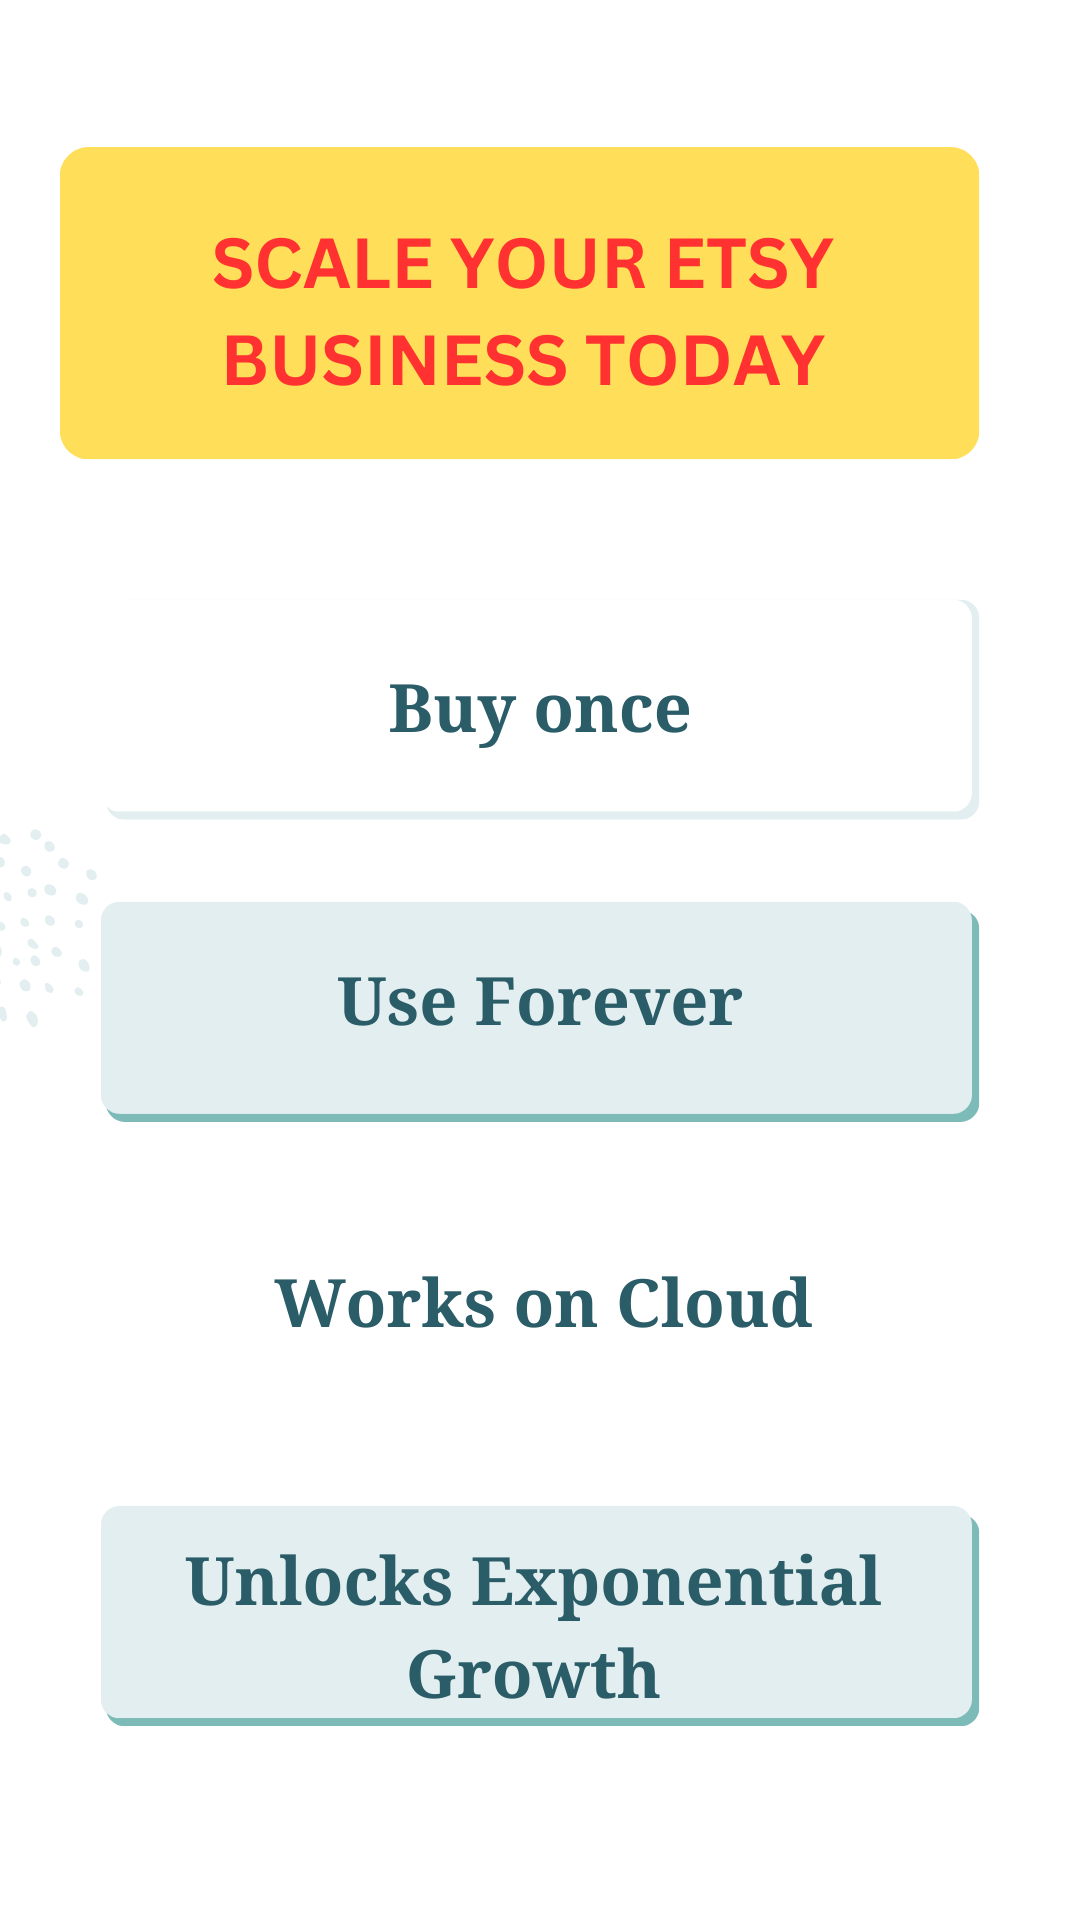 SCALE YOUR ETSY
BUSINESS TODAY
Buy once
Use Forever
Works on Cloud
Unlocks Exponential
Growth